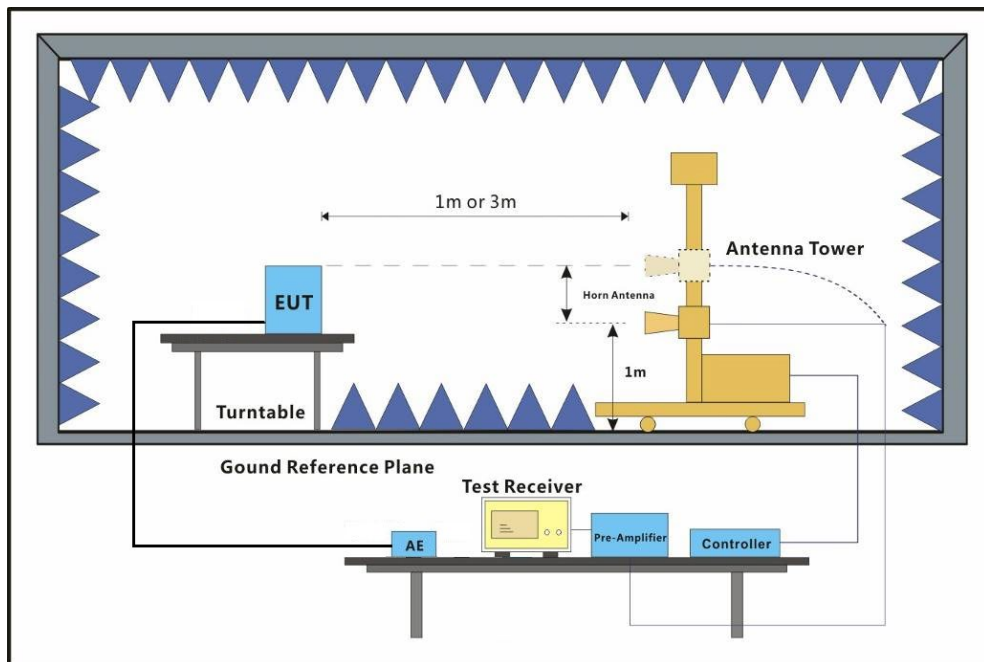 1m or 3m
Antenna Tower
EUT
Horn Antenna
1m
Turntable
Gound Reference Plane
Test Receiver
AE
Pre-Amplifier
Controller